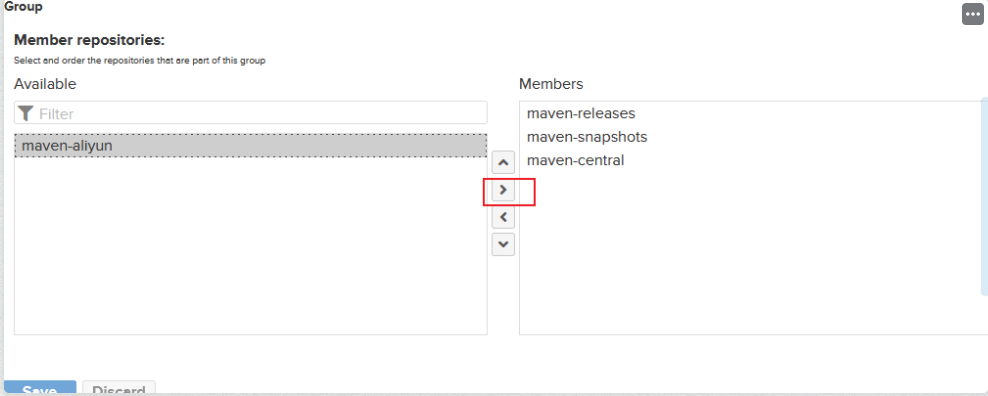 Group
Member repositories:
Select and order the repositories that are part of this group
Available
Members
Filter
maven-aliyun
maven-releases
maven-snapshots
maven-central
Save
Discard